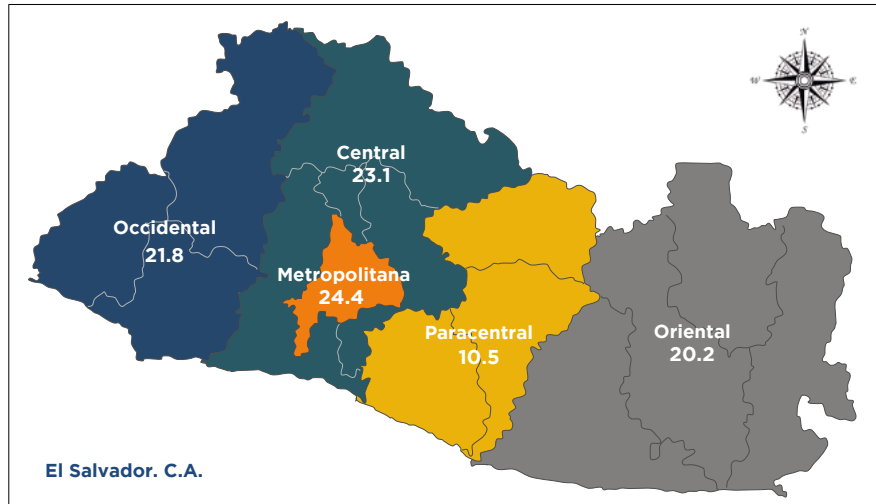 N
W
E
S
Central
23.1
Occidental
21.8
Metropolitana
24.4
Paracentral
10.5
Oriental
20.2
El Salvador. C.A.